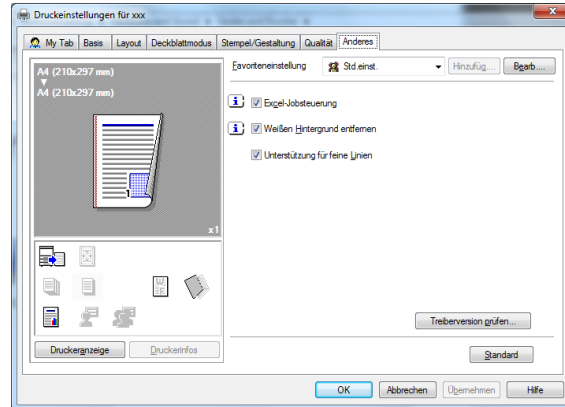 Druckeinstellungen für xxx
My Tab Basis Layout Deckblattmodus Stempel/Gestaltung Qualität Anderes
A4 (210x297 mm)
A4 (210x297 mm)
1
x1
Favoriteneinstellung Std.einst. Hinzufüg.... Bearb....
Excel-Jobsteuerung
Weißen Hintergrund entfernen
Unterstützung für feine Linien
Treiberversion prüfen...
Druckeranzeige Druckerinfos Standard
OK Abbrechen Übernehmen Hilfe